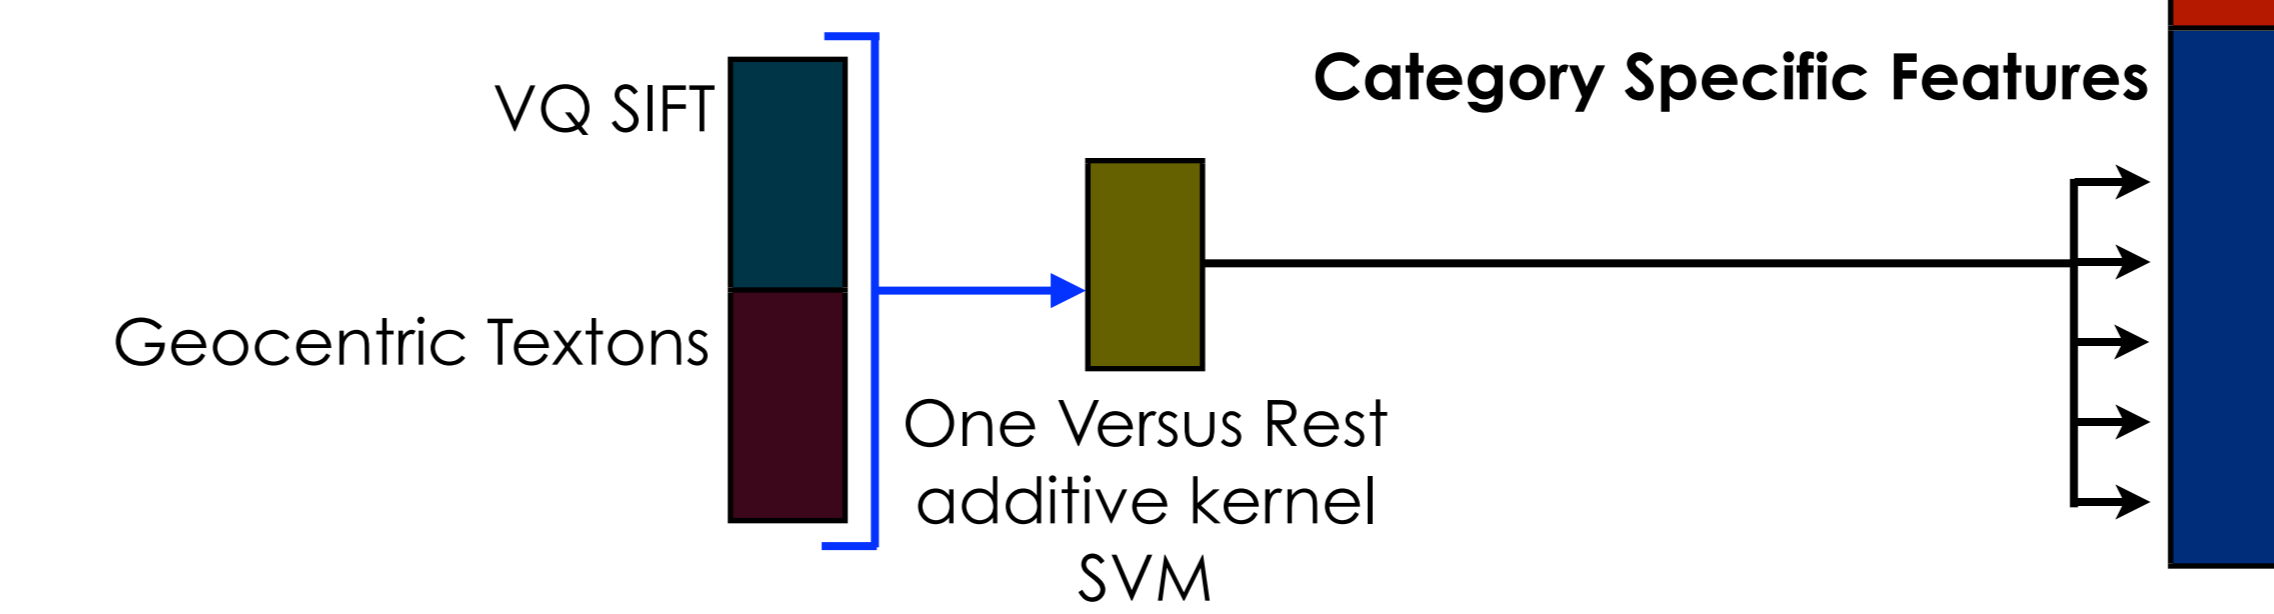 Category Specific Features
VQ SIFT
Geocentric Textons
One Versus Rest
additive kernel
SVM